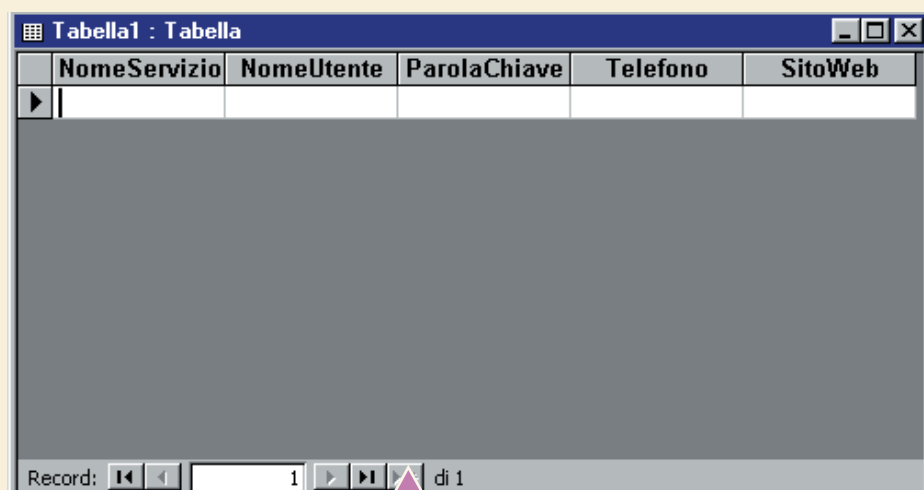 Tabella1 : Tabella
NomeServizio NomeUtente ParolaChiave Telefono SitoWeb
Record: 1 di 1